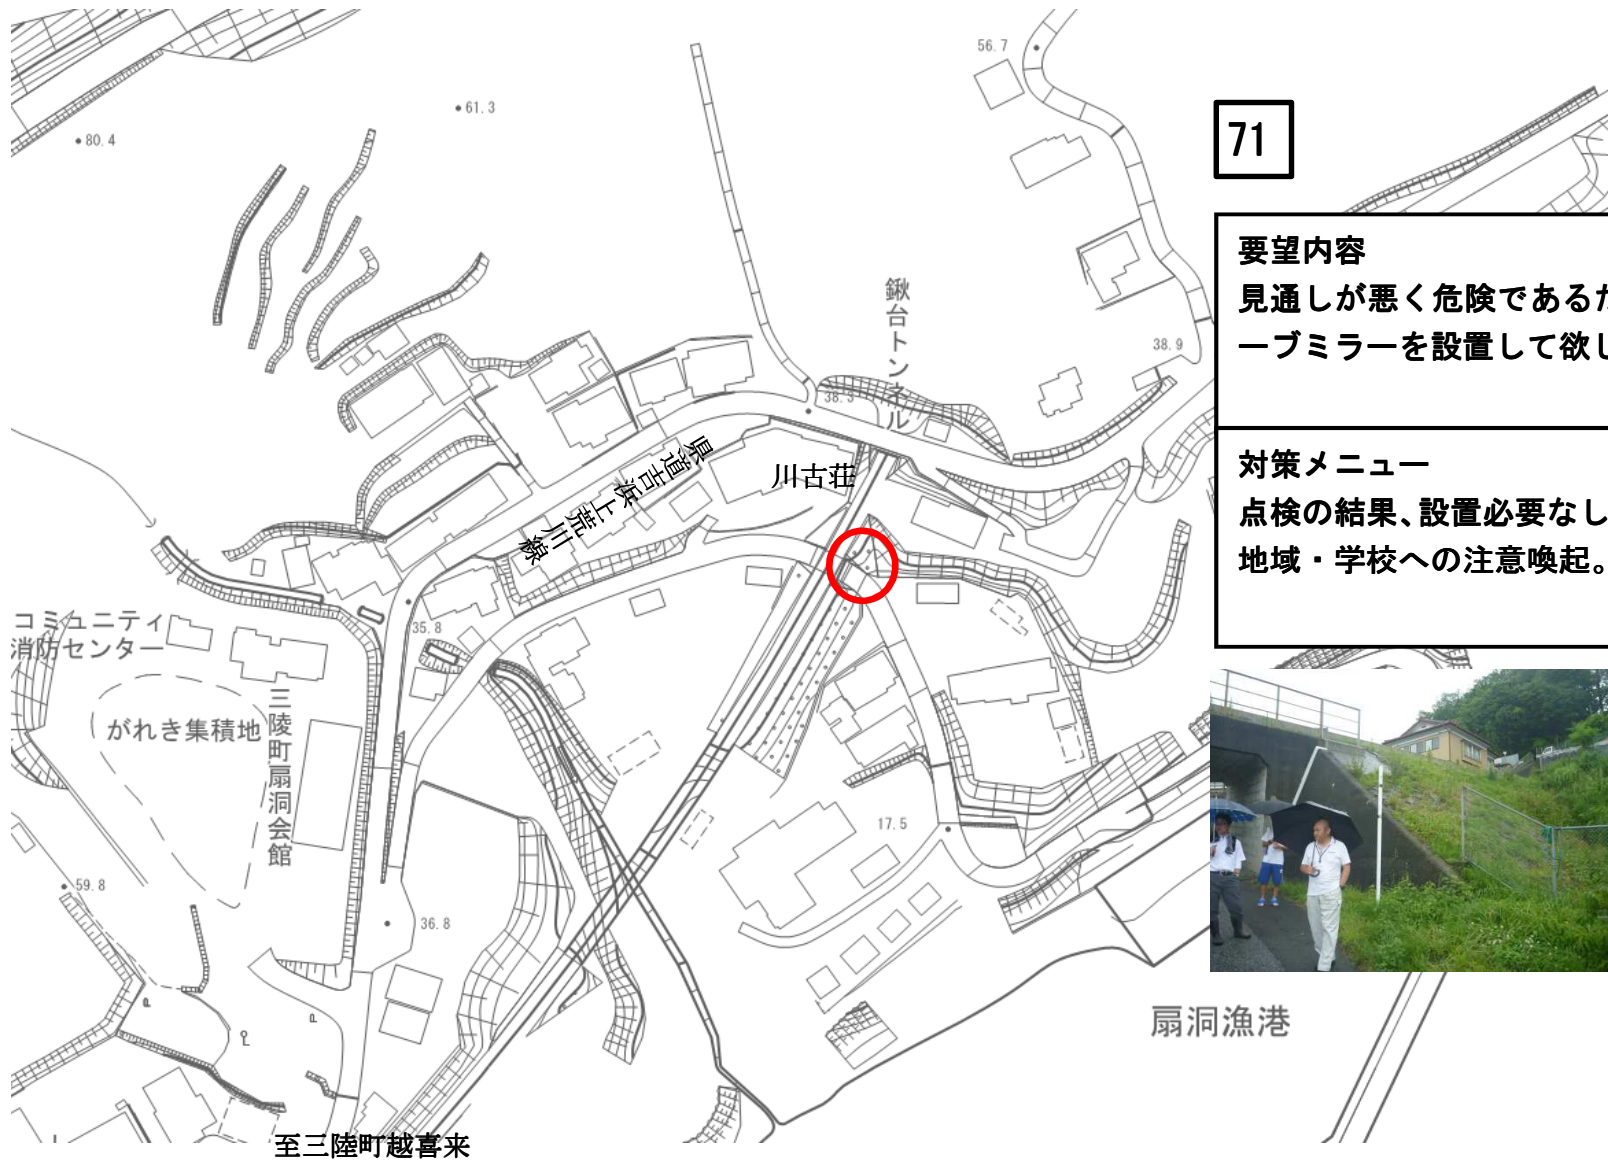 56.7
61.3
80.4
71
要望内容
見通しが悪く危険であるた
ーブミラーを設置して欲し
鍬台トンネル
38.9
38.3
対策メニュー
点検の結果、設置必要なし
地域・学校への注意喚起。
川古荘
県道吉浜上荒川線
コミュニティ
消防センター
35.8
三陸町扇洞会館
がれき集積地
17.5
59.8
36.8
扇洞漁港
至三陸町越喜来